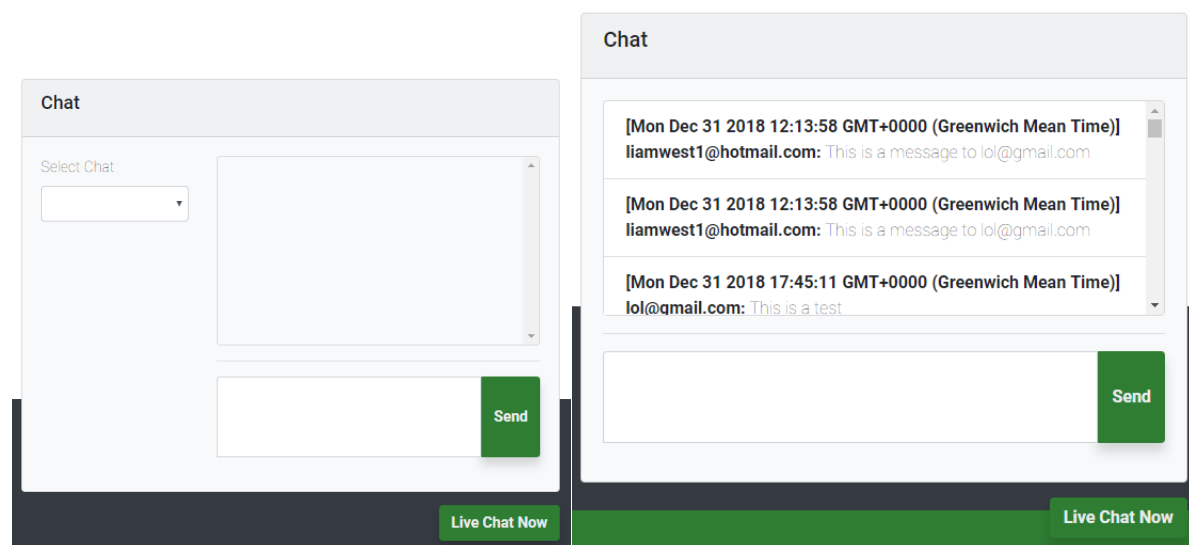 Chat
Select Chat
Send
Live Chat Now
Chat
[Mon Dec 31 2018 12:13:58 GMT+0000 (Greenwich Mean Time)]
liamwest1@hotmail.com: This is a message to lol@gmail.com
[Mon Dec 31 2018 12:13:58 GMT+0000 (Greenwich Mean Time)]
liamwest1@hotmail.com: This is a message to lol@gmail.com
[Mon Dec 31 2018 17:45:11 GMT+0000 (Greenwich Mean Time)]
lol@gmail.com: This is a test
Send
Live Chat Now